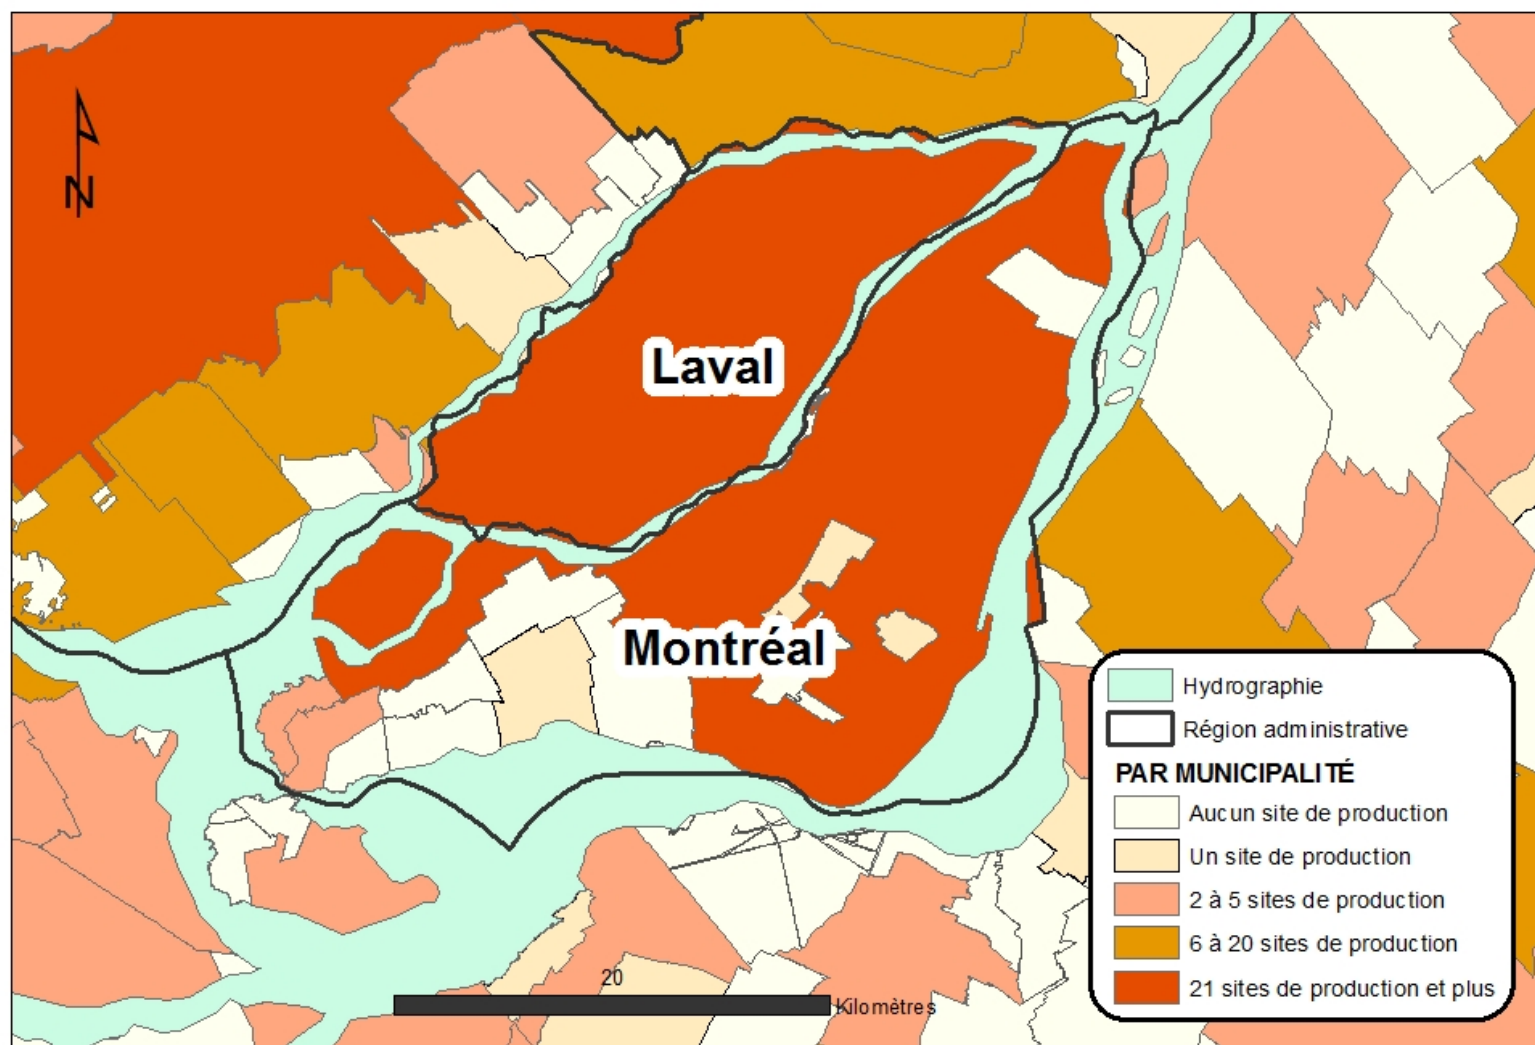 N
Laval
Montréal
20
Kilomètres
Hydrographie
Région administrative
PAR MUNICIPALITÉ
Aucun site de production
Un site de production
2 à 5 sites de production
6 à 20 sites de production
21 sites de production et plus